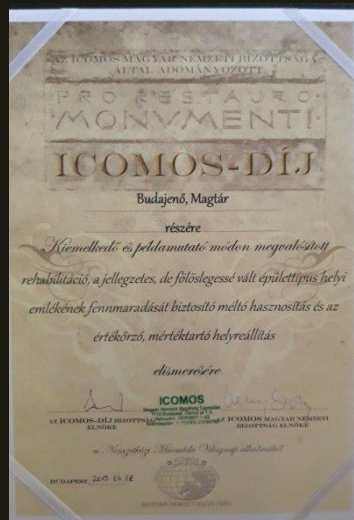 AZ ICOMOS MAGYAR NEMZETI BIZOTTSÁGA
ÁLTAL ADOMÁNYOZOTT
PRO RESTAURO
MONVMENTI
ICOMOS-DÍJ
Budajenő, Magtár
részére
Kiemelkedő és példamutató módon megvalósított
rehabilitáció, a jellegzetes, de fölöslegessé vált épülettípus helyi
emlékének fennmaradását biztosító méltó hasznosítás és az
értékőrző, mértéktartó helyreállítás
elismerésére
ICOMOS
AZ ICOMOS-DÍJ BIZOTTSÁG
ELNÖKE
AZ ICOMOS MAGYAR NEMZETI
BIZOTTSÁG ELNÖKE
a Nemzetközi Műemléki Világnap alkalmából
BUDAPEST